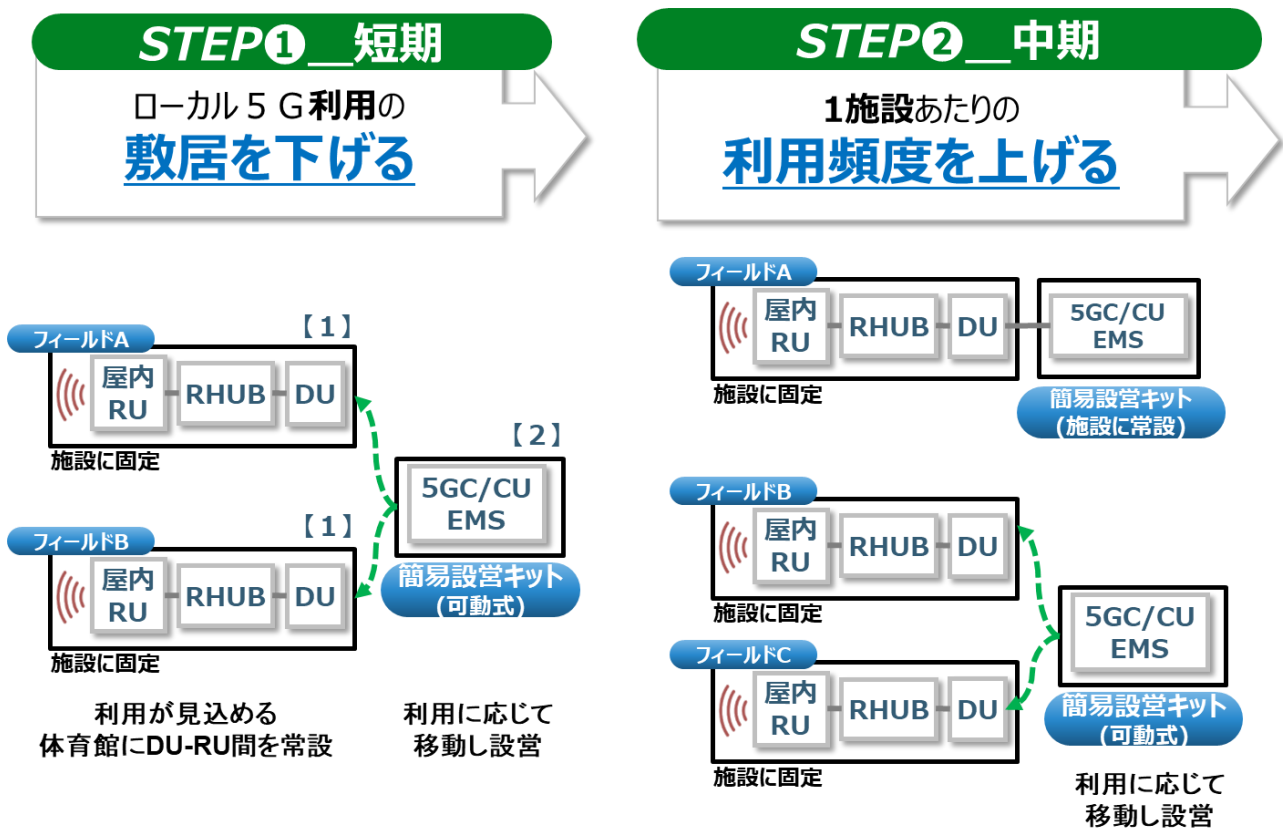 STEP❶__短期
ローカル5G利用の
敷居を下げる
フィールドA
【1】
屋内
RU
RHUB
DU
施設に固定
【2】
5GC/CU
EMS
簡易設営キット
(可動式)
フィールドB
【1】
屋内
RU
RHUB
DU
施設に固定
利用が見込める
体育館にDU-RU間を常設
利用に応じて
移動し設営
STEP❷__中期
1施設あたりの
利用頻度を上げる
フィールドA
屋内
RU
RHUB
DU
5GC/CU
EMS
施設に固定
簡易設営キット
(施設に常設)
フィールドB
屋内
RU
RHUB
DU
施設に固定
5GC/CU
EMS
簡易設営キット
(可動式)
フィールドC
屋内
RU
RHUB
DU
施設に固定
利用に応じて
移動し設営